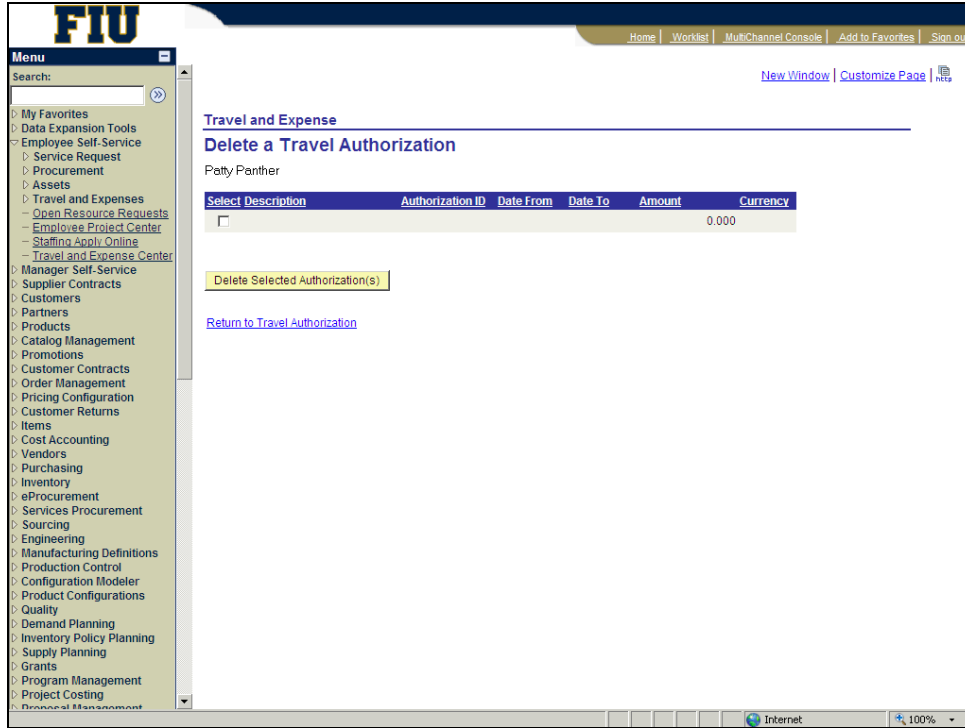 FIU
Home | Worklist | MultiChannel Console | Add to Favorites | Sign ou
Menu
Search:
New Window | Customize Page | http
My Favorites
Data Expansion Tools
Employee Self-Service
Service Request
Procurement
Assets
Travel and Expenses
Open Resource Requests
Employee Project Center
Staffing Apply Online
Travel and Expense Center
Manager Self-Service
Supplier Contracts
Customers
Partners
Products
Catalog Management
Promotions
Customer Contracts
Order Management
Pricing Configuration
Customer Returns
Items
Cost Accounting
Vendors
Purchasing
Inventory
eProcurement
Services Procurement
Sourcing
Engineering
Manufacturing Definitions
Production Control
Configuration Modeler
Product Configurations
Quality
Demand Planning
Inventory Policy Planning
Supply Planning
Grants
Program Management
Project Costing
Proposal Management
Travel and Expense
Delete a Travel Authorization
Patty Panther
Select Description Authorization ID Date From Date To Amount Currency
0.000
Delete Selected Authorization(s)
Return to Travel Authorization
Internet 100%